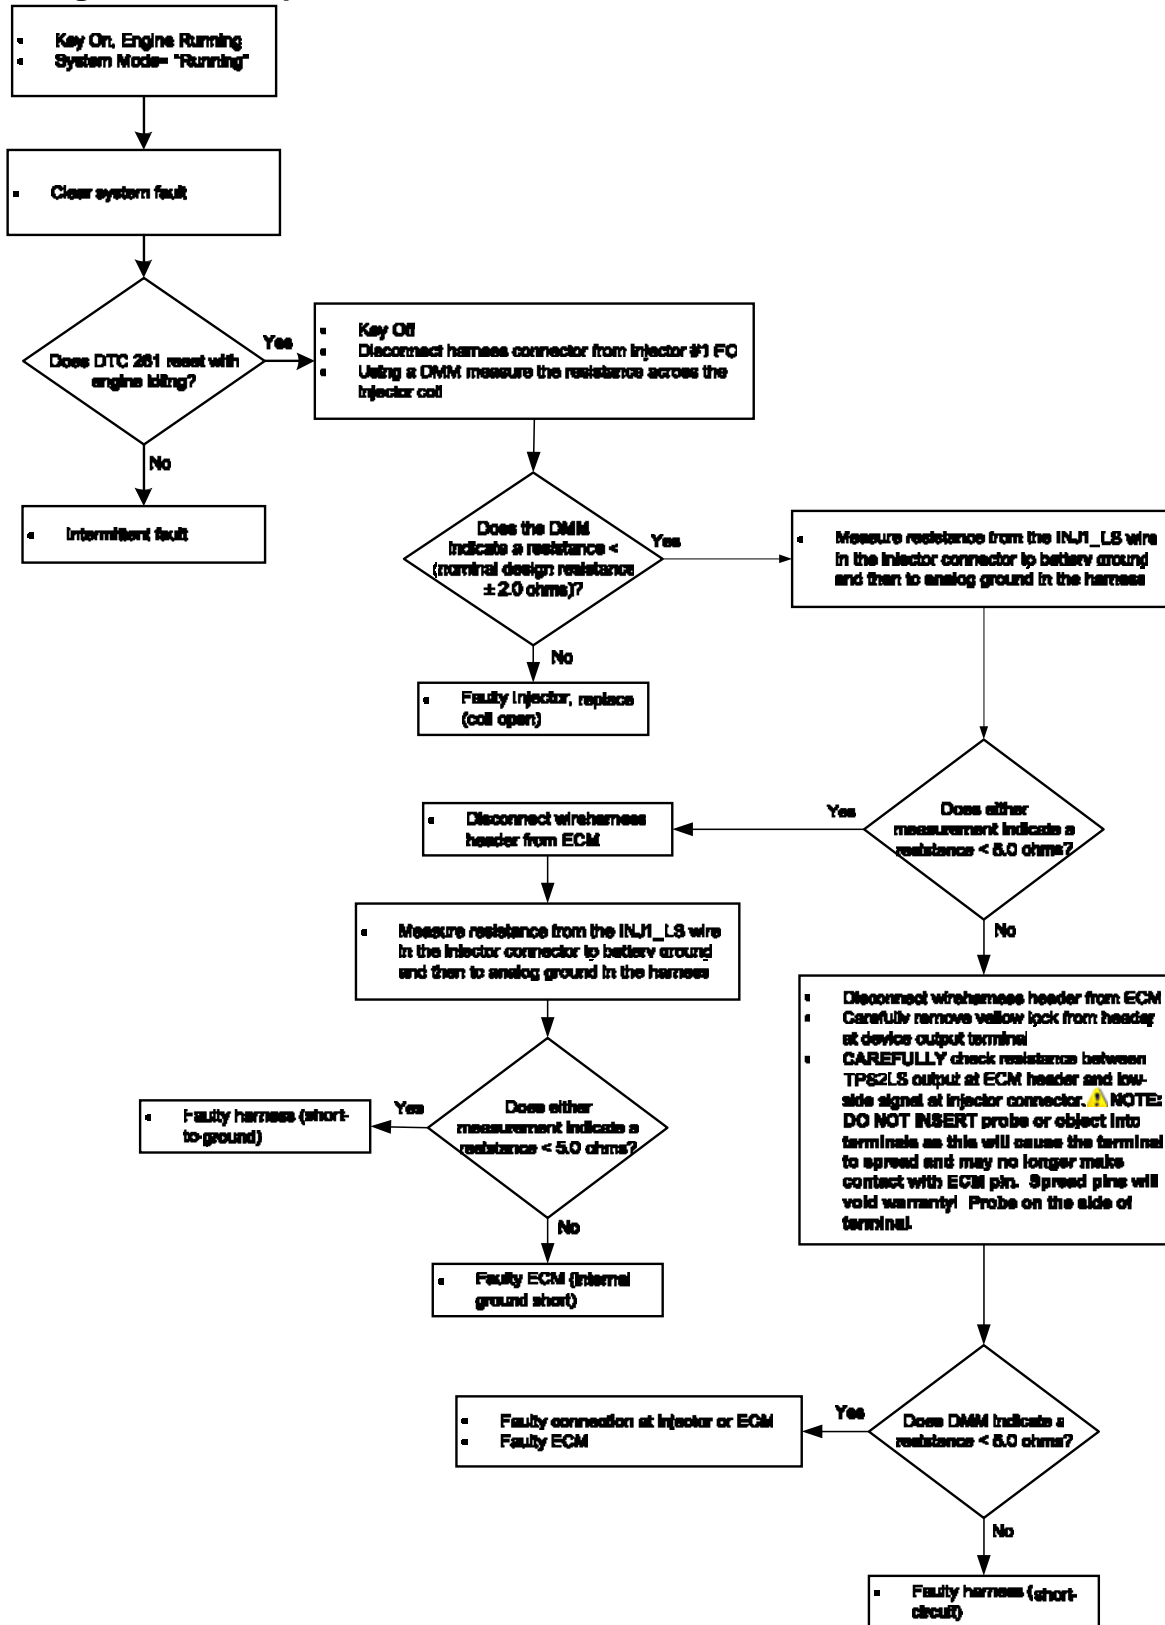 Key On, Engine Running
System Mode= "Running"
Clear system fault
Does DTC 261 reset with
engine idling?
Yes
No
Intermittent fault
Key Off
Disconnect harness connector from injector #1 FO
Using a DMM measure the resistance across the
injector coil
Does the DMM
indicate a resistance <
(nominal design resistance
± 2.0 ohms)?
Yes
No
Faulty injector, replace
(coil open)
Measure resistance from the INJ1_LS wire
in the injector connector to battery ground
and then to analog ground in the harness
Does either
measurement indicate a
resistance < 5.0 ohms?
Yes
No
Disconnect wireharness
header from ECM
Measure resistance from the INJ1_LS wire
in the injector connector to battery ground
and then to analog ground in the harness
Does either
measurement indicate a
resistance < 5.0 ohms?
Yes
No
Faulty harness (short-
to-ground)
Faulty ECM (internal
ground short)
Disconnect wireharness header from ECM
Carefully remove yellow lock from header
at device output terminal
CAREFULLY check resistance between
TPS2LS output at ECM header and low-
side signal at injector connector. NOTE:
DO NOT INSERT probe or object into
terminals as this will cause the terminal
to spread and may no longer make
contact with ECM pin. Spread pins will
void warranty! Probe on the side of
terminal.
Does DMM indicate a
resistance < 5.0 ohms?
Yes
No
Faulty connection at injector or ECM
Faulty ECM
Faulty harness (short-
circuit)